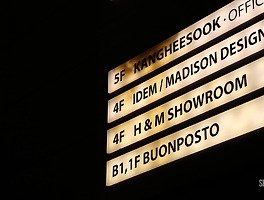 5F KANGHEESOOK · OFFIC
4F IDEM / MADISON DESIGN
4F H & M SHOWROOM
B1,1F BUONPOSTO